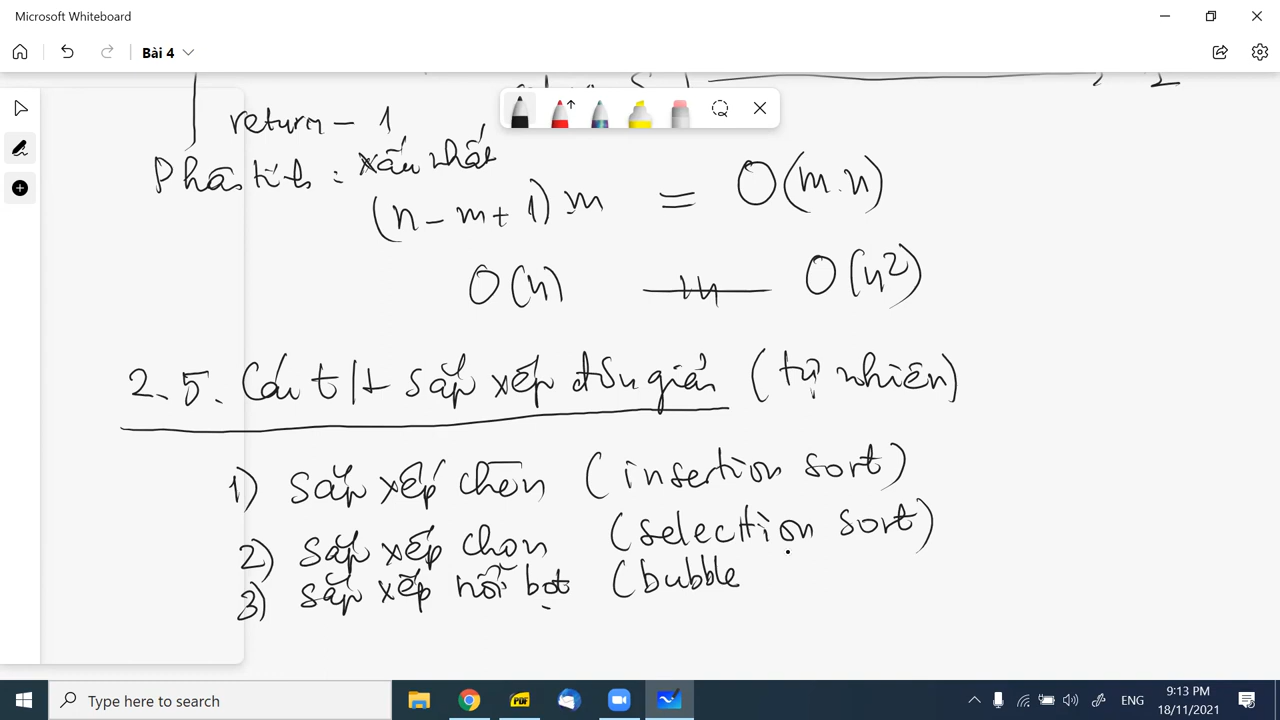 Microsoft Whiteboard
Bài 4
return - 1
Phân tích : xấu nhất
(n - m + 1) m = O(m.n)
O(n) O(n²)
2.5. Các t/t sắp xếp đơn giản (tự nhiên)
1) sắp xếp chèn (insertion sort)
2) sắp xếp chọn (selection sort)
3) sắp xếp nổi bọt (bubble
Type here to search
PDF
ENG
9:13 PM
18/11/2021